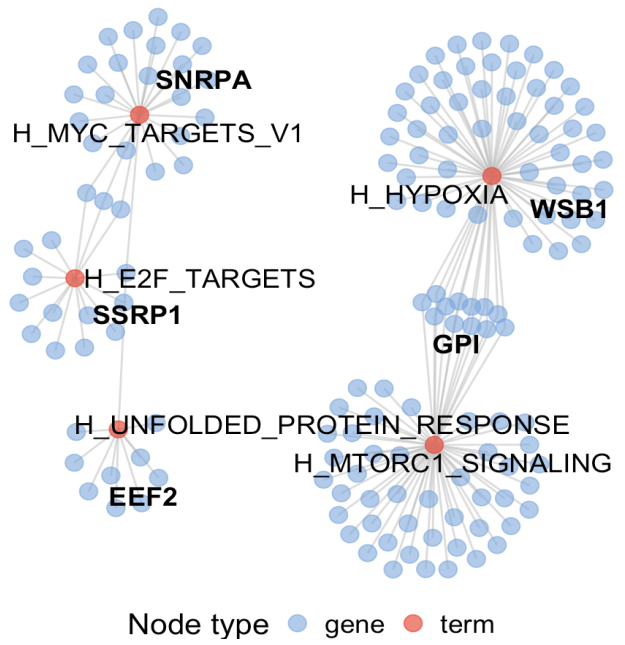 SNRPA
H_MYC_TARGETS_V1
H_HYPOXIA
WSB1
H_E2F_TARGETS
SSRP1
GPI
H_UNFOLDED_PROTEIN_RESPONSE
H_MTORC1_SIGNALING
EEF2
Node type gene term